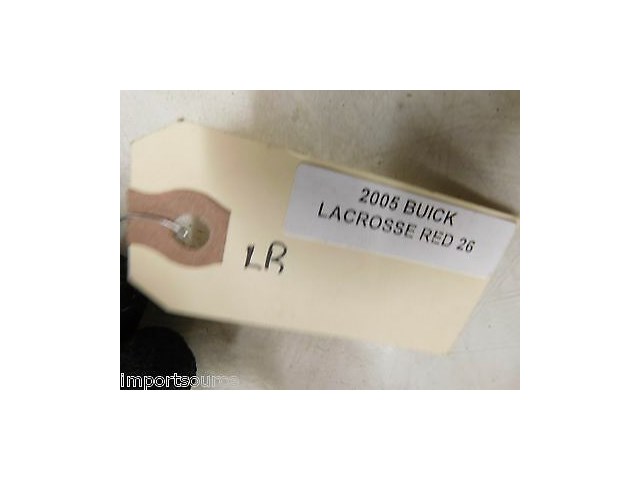 2005 BUICK
LACROSSE RED 26
LR
importsource